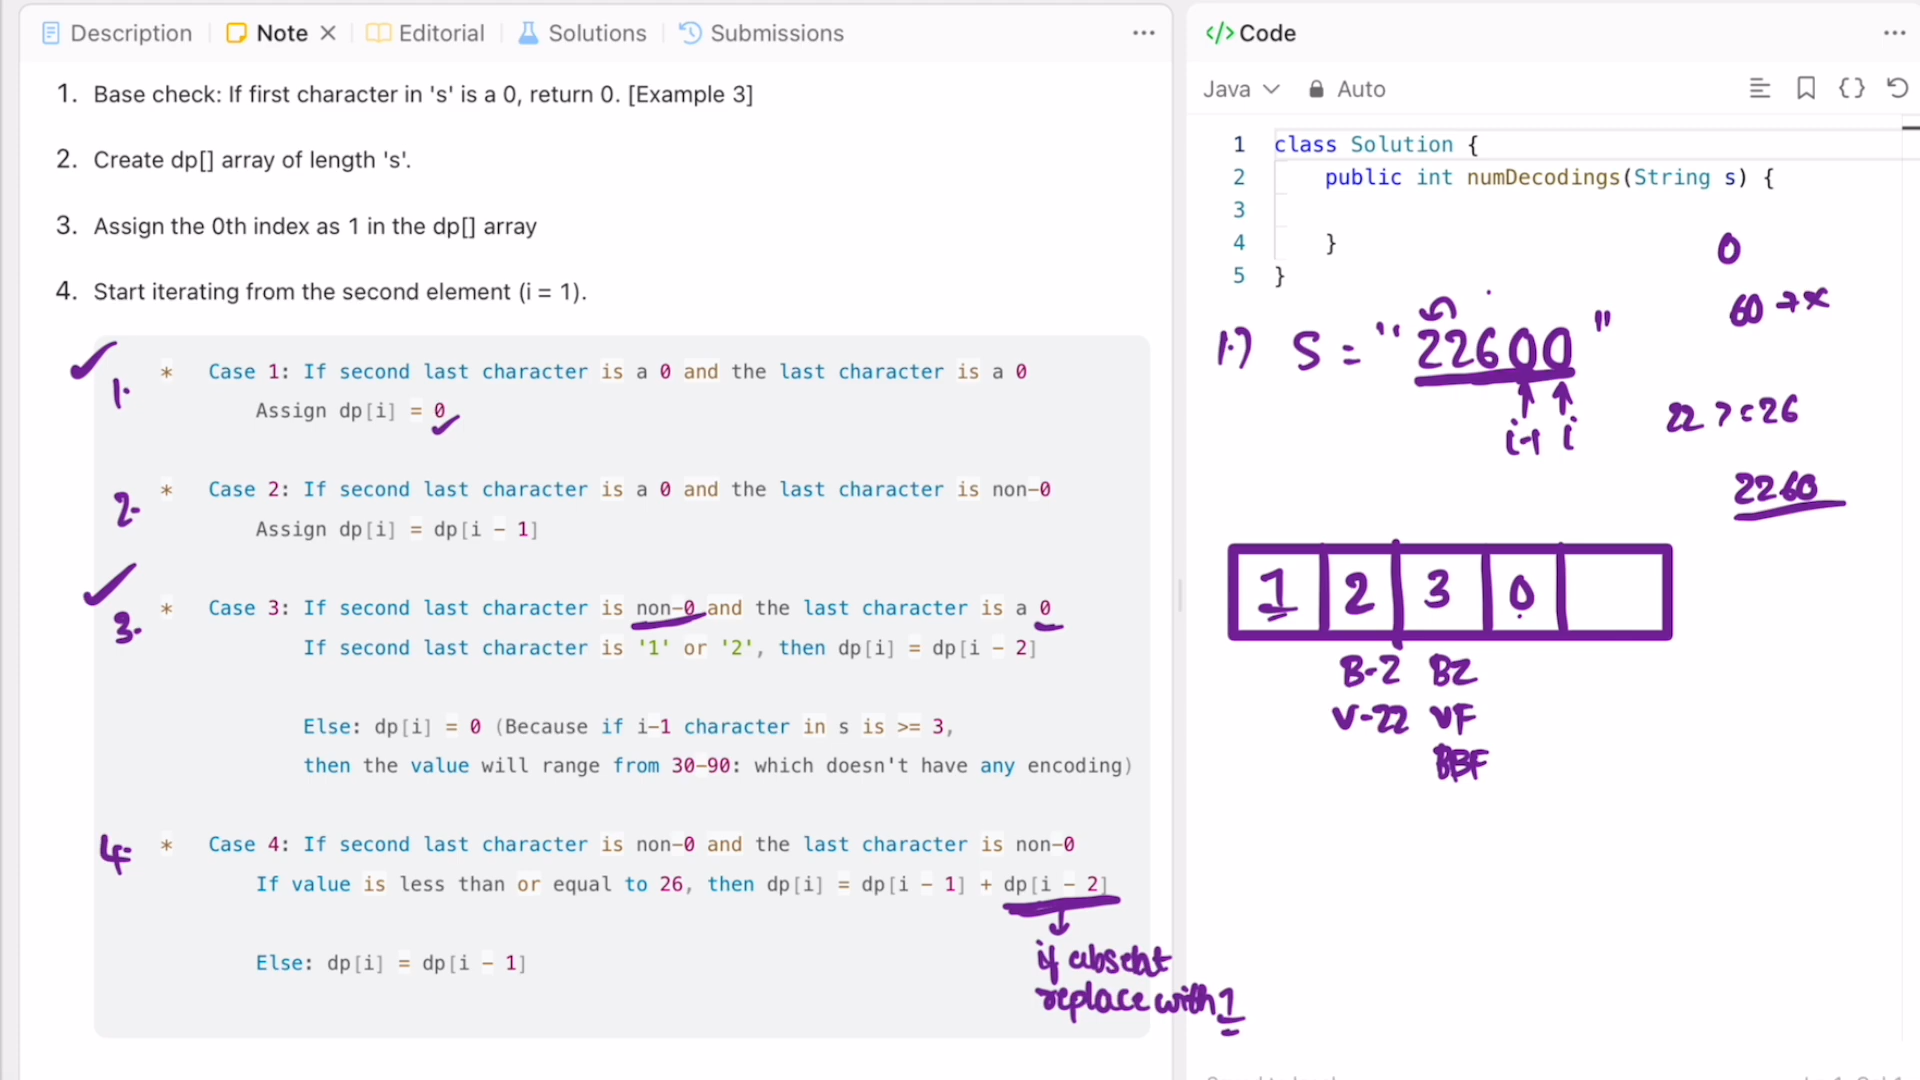 Description
Note
Editorial
Solutions
Submissions
1. Base check: If first character in 's' is a 0, return 0. [Example 3]
2. Create dp[] array of length 's'.
3. Assign the 0th index as 1 in the dp[] array
4. Start iterating from the second element (i = 1).
1. * Case 1: If second last character is a 0 and the last character is a 0
Assign dp[i] = 0
2. * Case 2: If second last character is a 0 and the last character is non-0
Assign dp[i] = dp[i - 1]
3. * Case 3: If second last character is non-0 and the last character is a 0
If second last character is '1' or '2', then dp[i] = dp[i - 2]
Else: dp[i] = 0 (Because if i-1 character in s is >= 3,
then the value will range from 30-90: which doesn't have any encoding)
4. * Case 4: If second last character is non-0 and the last character is non-0
If value is less than or equal to 26, then dp[i] = dp[i - 1] + dp[i - 2]
if absent
replace with 1
Else: dp[i] = dp[i - 1]
</> Code
Java
Auto
1 class Solution {
2 public int numDecodings(String s) {
3
4 }
5 }
0
60 → x
1.) S = "22600"
i-1 i
22 > = 26
2260
1 2 3 0
B-2 BZ
V-22 VF
BBF